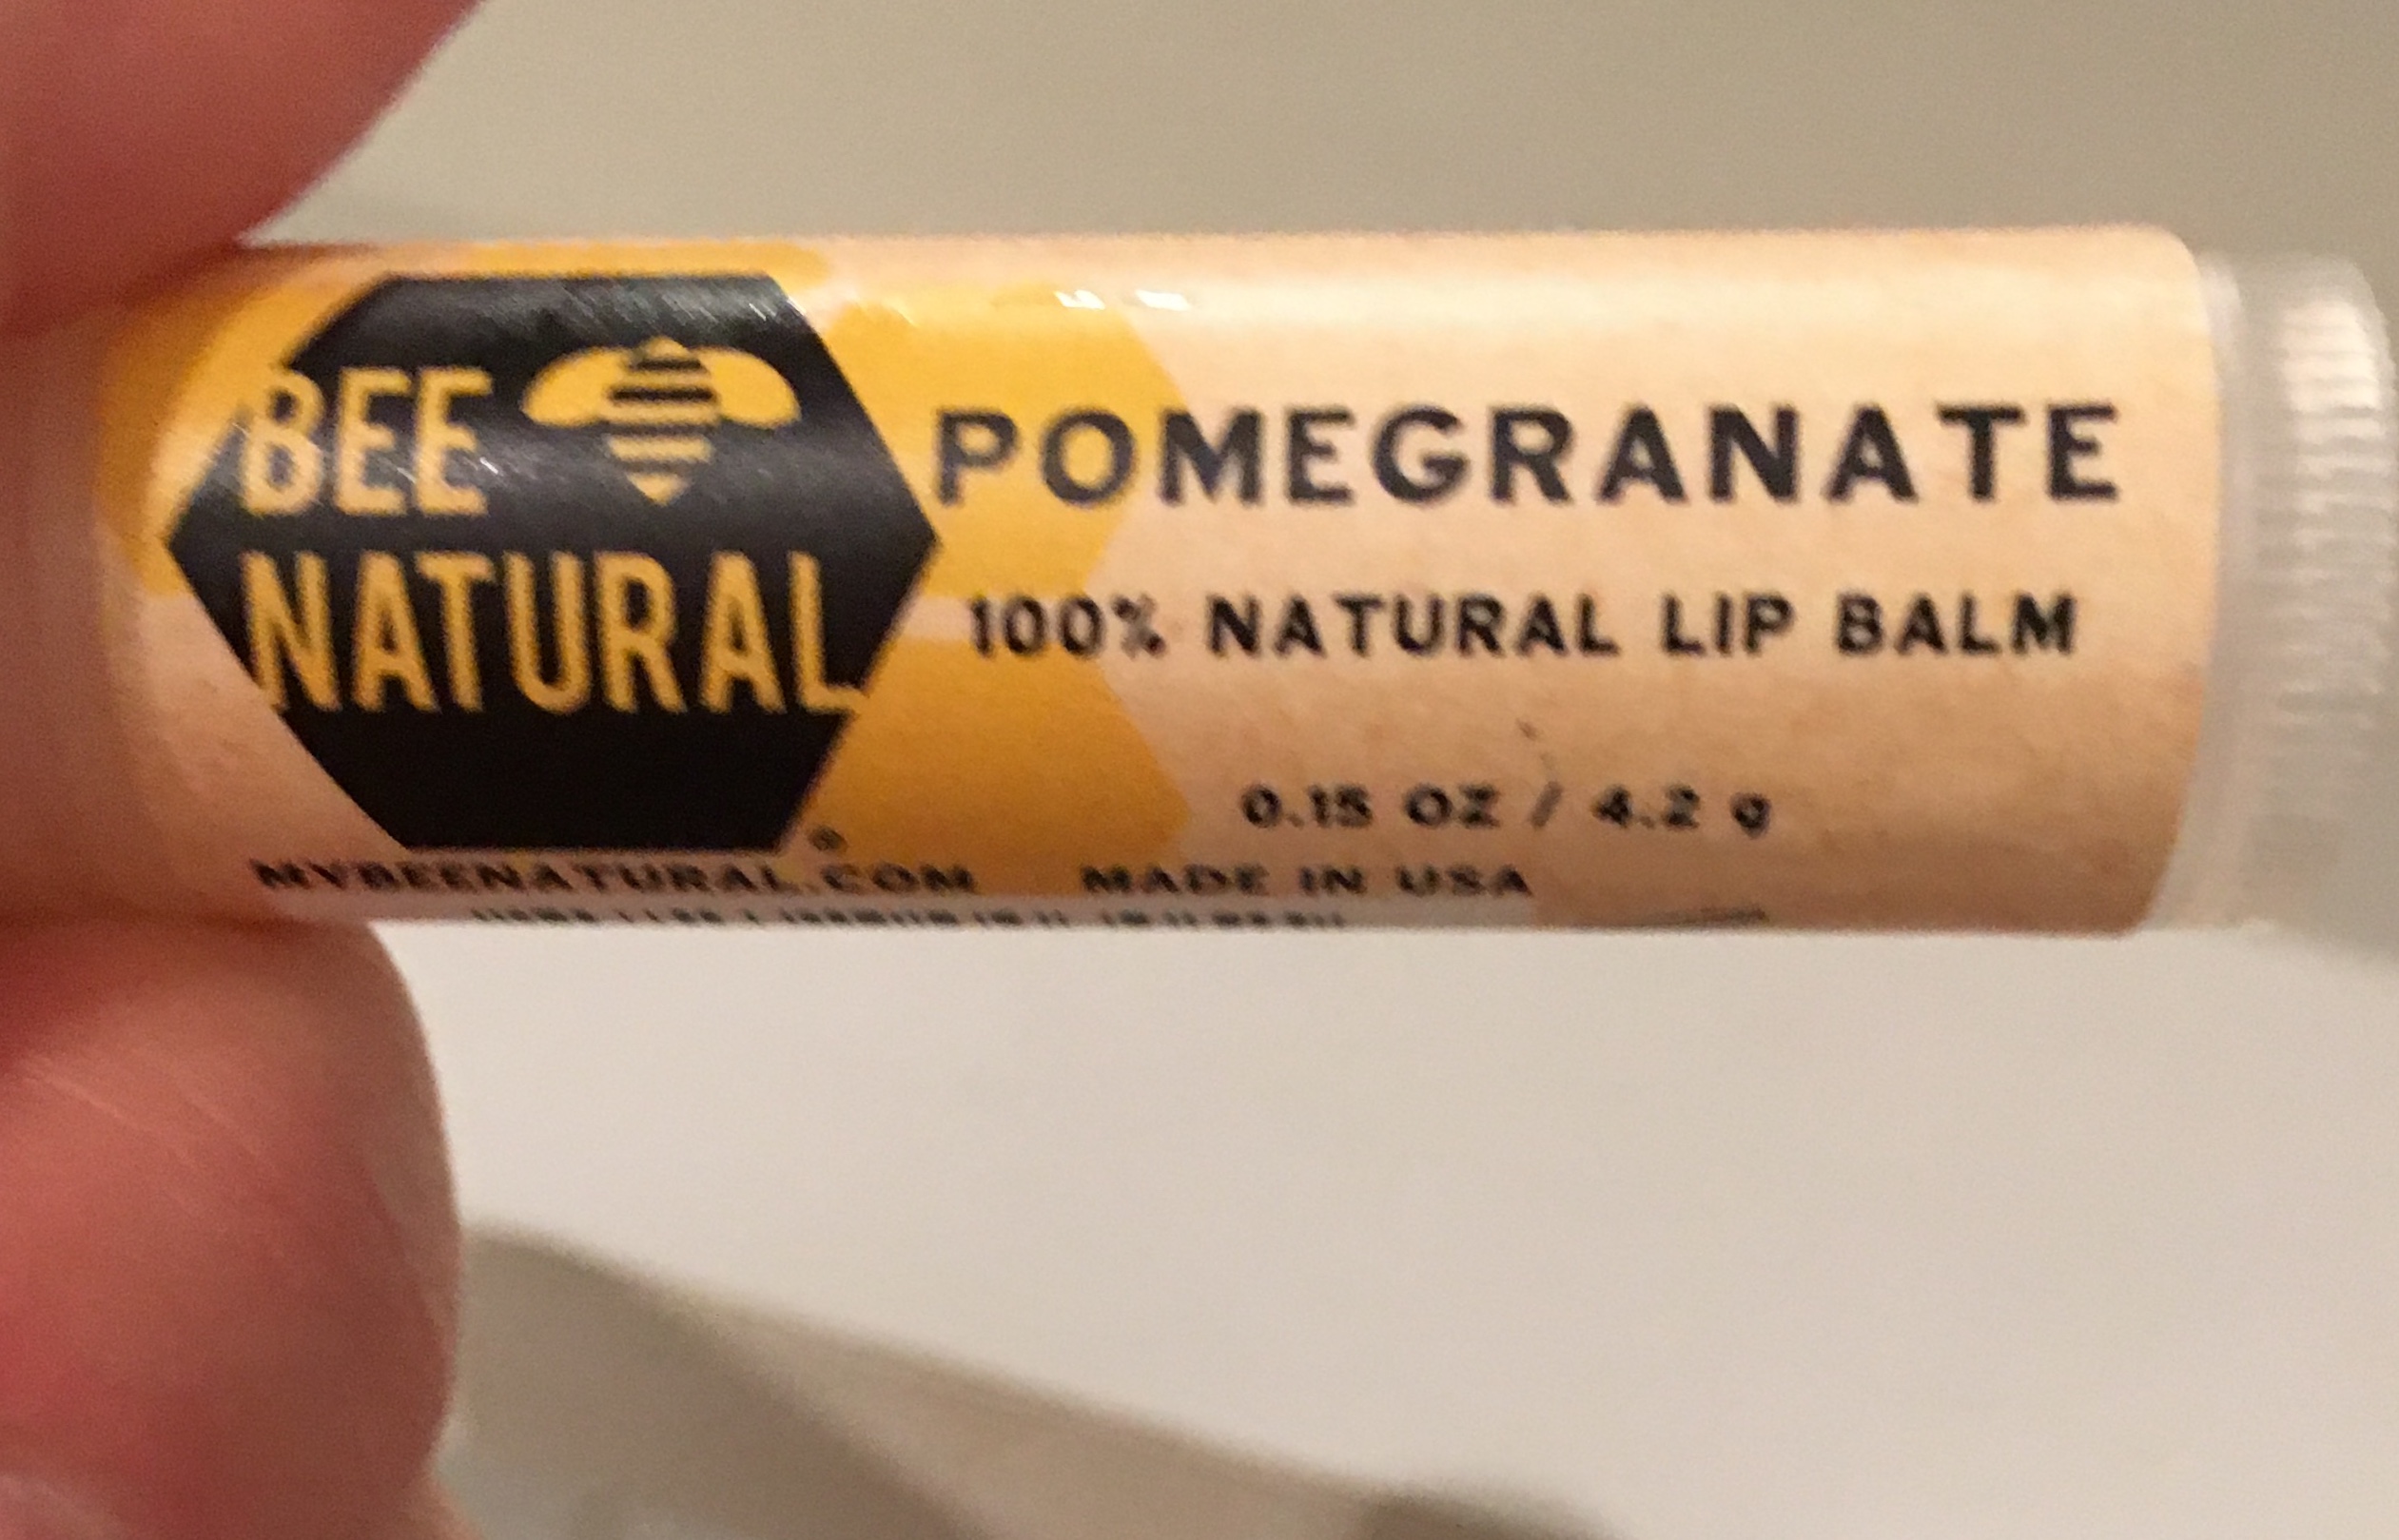 BEE
NATURAL
®
POMEGRANATE
100% NATURAL LIP BALM
0.15 OZ / 4.2 g
MYBEENATURAL.COM MADE IN USA